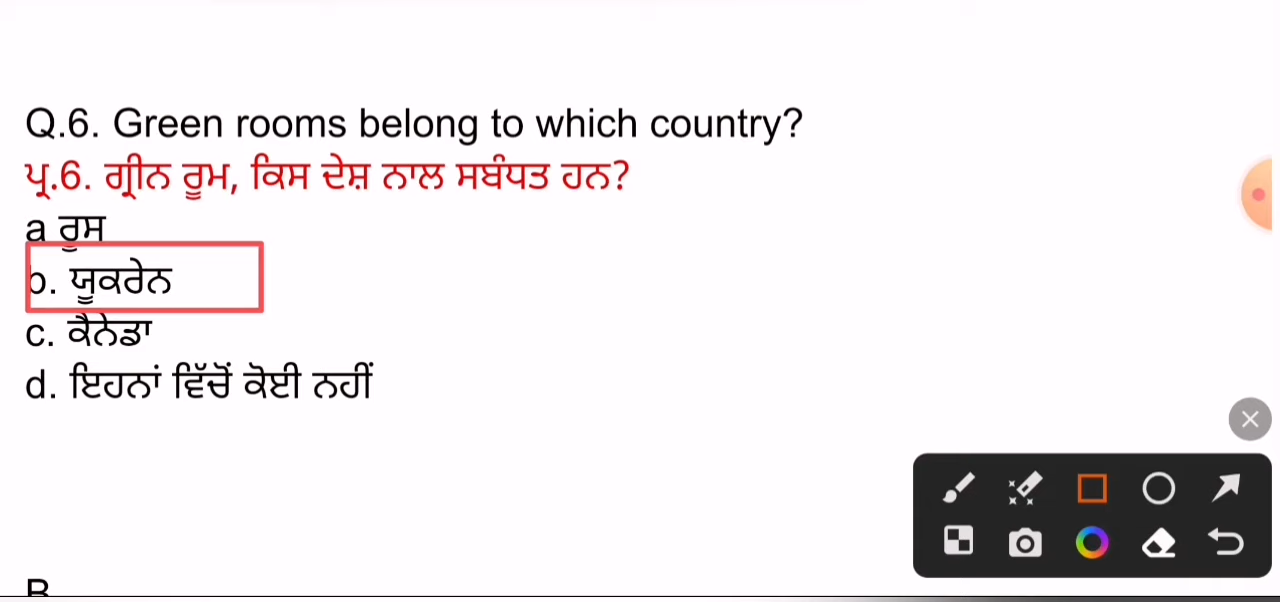 Q.6. Green rooms belong to which country?
ਪ੍ਰ.6. ਗ੍ਰੀਨ ਰੂਮ, ਕਿਸ ਦੇਸ਼ ਨਾਲ ਸਬੰਧਤ ਹਨ?
a ਰੂਸ
b. ਯੂਕਰੇਨ
c. ਕੈਨੇਡਾ
d. ਇਹਨਾਂ ਵਿੱਚੋਂ ਕੋਈ ਨਹੀਂ